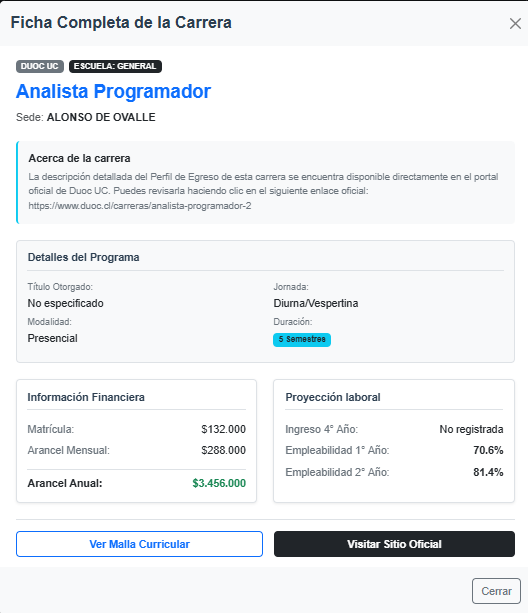 Ficha Completa de la Carrera
DUOC UC ESCUELA: GENERAL
Analista Programador
Sede: ALONSO DE OVALLE
Acerca de la carrera
La descripción detallada del Perfil de Egreso de esta carrera se encuentra disponible directamente en el portal
oficial de Duoc UC. Puedes revisarla haciendo clic en el siguiente enlace oficial:
https://www.duoc.cl/carreras/analista-programador-2
Detalles del Programa
Título Otorgado:
No especificado
Jornada:
Diurna/Vespertina
Modalidad:
Presencial
Duración:
5 Semestres
Información Financiera
Matrícula: $132.000
Arancel Mensual: $288.000
Arancel Anual: $3.456.000
Proyección laboral
Ingreso 4° Año: No registrada
Empleabilidad 1° Año: 70.6%
Empleabilidad 2° Año: 81.4%
Ver Malla Curricular
Visitar Sitio Oficial
Cerrar